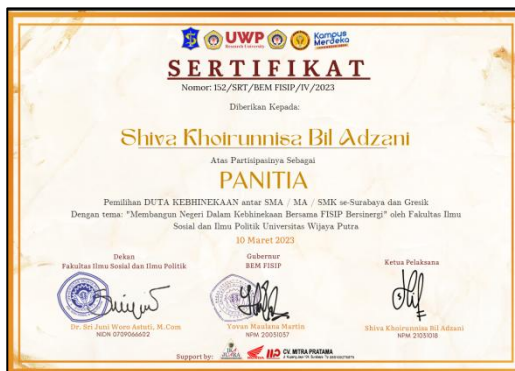 UWP
Research University
Kampus
Merdeka
SERTIFIKAT
Nomor: 152/SRT/BEM FISIP/IV/2023
Diberikan Kepada:
Shiva Khoirunnisa Bil Adzani
Atas Partisipasinya Sebagai
PANITIA
Pemilihan DUTA KEBHINEKAAN antar SMA / MA / SMK se-Surabaya dan Gresik
Dengan tema: "Membangun Negeri Dalam Kebhinekaan Bersama FISIP Bersinergi" oleh Fakultas Ilmu
Sosial dan Ilmu Politik Universitas Wijaya Putra
10 Maret 2023
Dekan
Fakultas Ilmu Sosial dan Ilmu Politik
Dr. Sri Juni Woro Astuti, M.Com
NIDN 0709066602
Gubernur
BEM FISIP
Yovan Maulana Martin
NPM 20051037
Ketua Pelaksana
Shiva Khoirunnisa Bil Adzani
NPM 21051018
Support by:
CV. MITRA PRATAMA